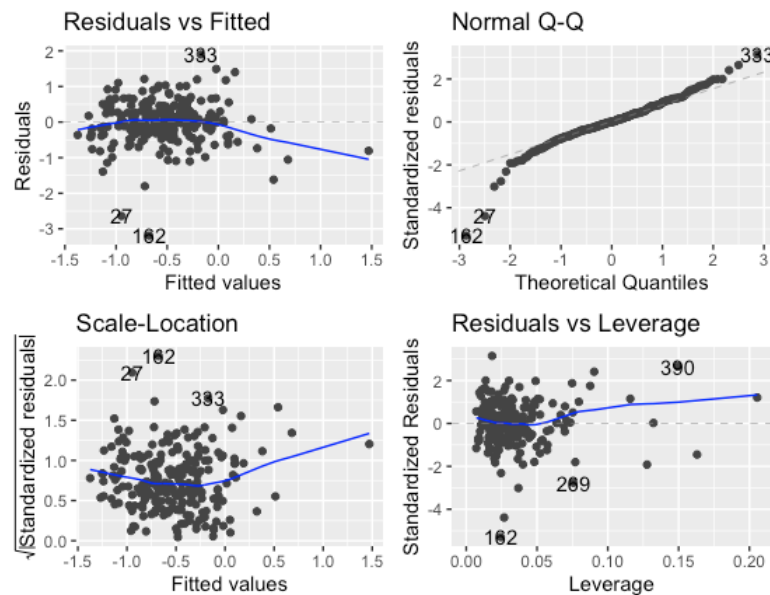 Residuals vs Fitted
Residuals
2
1
0
-1
-2
-3
333
27
162
-1.5 -1.0 -0.5 0.0 0.5 1.0 1.5
Fitted values
Normal Q-Q
Standardized residuals
2
0
-2
-4
333
27
162
-3 -2 -1 0 1 2 3
Theoretical Quantiles
Scale-Location
√|Standardized residuals|
2.0
1.5
1.0
0.5
0.0
162
27
333
-1.5 -1.0 -0.5 0.0 0.5 1.0 1.5
Fitted values
Residuals vs Leverage
Standardized Residuals
2
0
-2
-4
390
269
162
0.00 0.05 0.10 0.15 0.20
Leverage